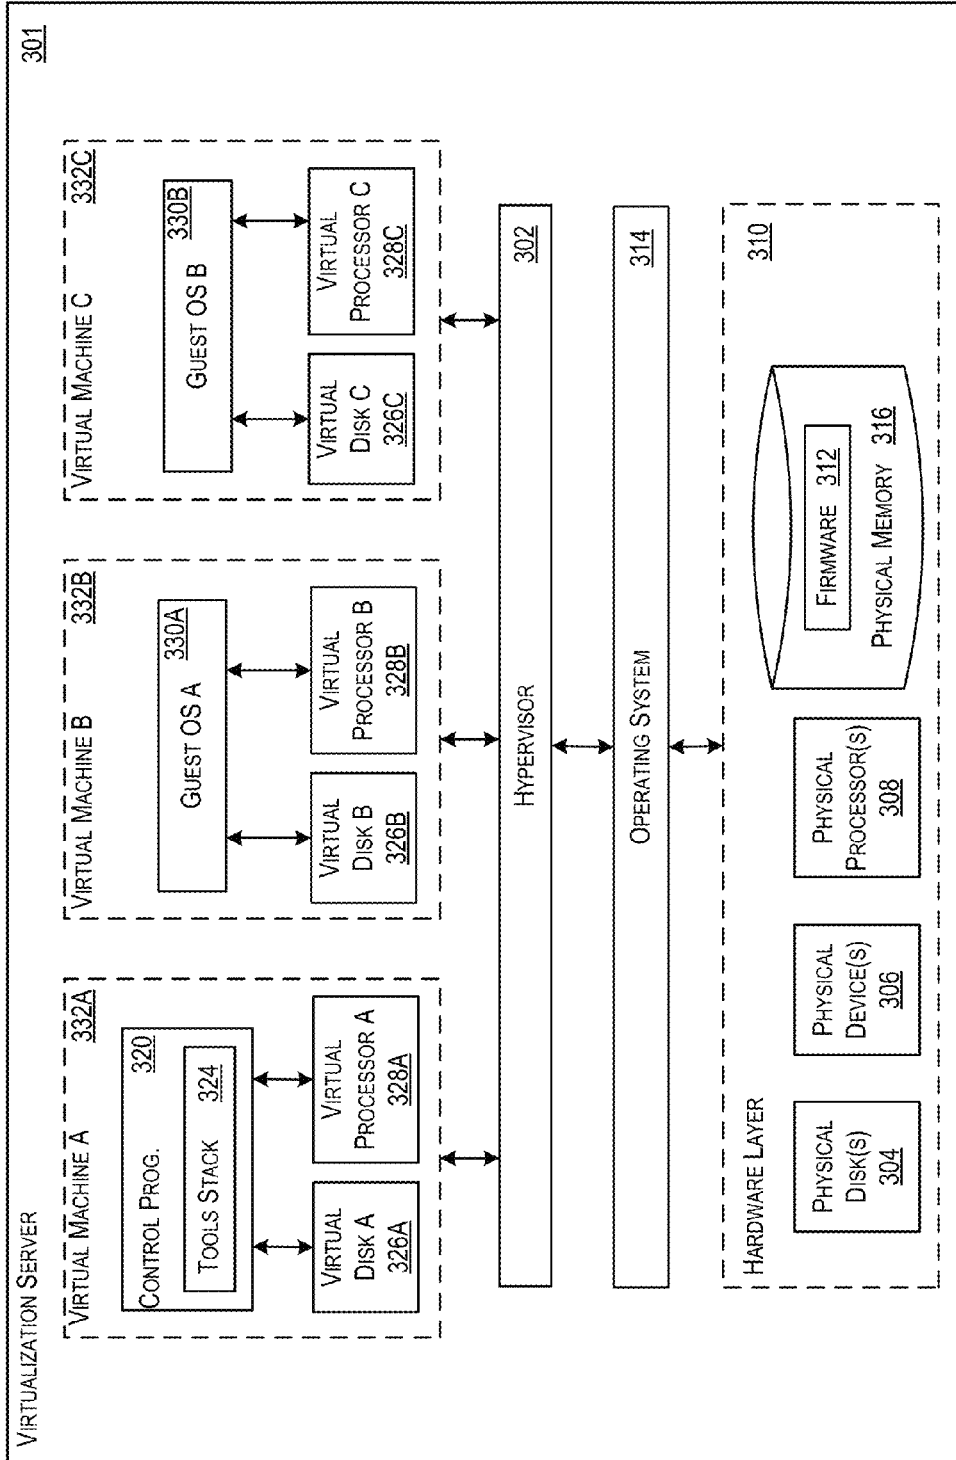 VIRTUALIZATION SERVER
301
VIRTUAL MACHINE A
332A
CONTROL PROG.
320
TOOLS STACK
324
VIRTUAL
DISK A
326A
VIRTUAL
PROCESSOR A
328A
VIRTUAL MACHINE B
332B
GUEST OS A
330A
VIRTUAL
DISK B
326B
VIRTUAL
PROCESSOR B
328B
VIRTUAL MACHINE C
332C
GUEST OS B
330B
VIRTUAL
DISK C
326C
VIRTUAL
PROCESSOR C
328C
HYPERVISOR
302
OPERATING SYSTEM
314
HARDWARE LAYER
310
PHYSICAL
DISK(S)
304
PHYSICAL
DEVICE(S)
306
PHYSICAL
PROCESSOR(S)
308
FIRMWARE 312
PHYSICAL MEMORY 316